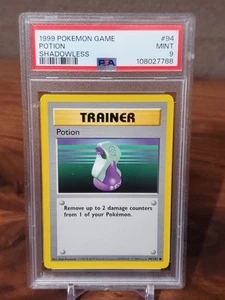 1999 POKEMON GAME #94
POTION MINT
SHADOWLESS 9
PSA 108027788
TRAINER
Potion
Remove up to 2 damage counters
from 1 of your Pokémon.